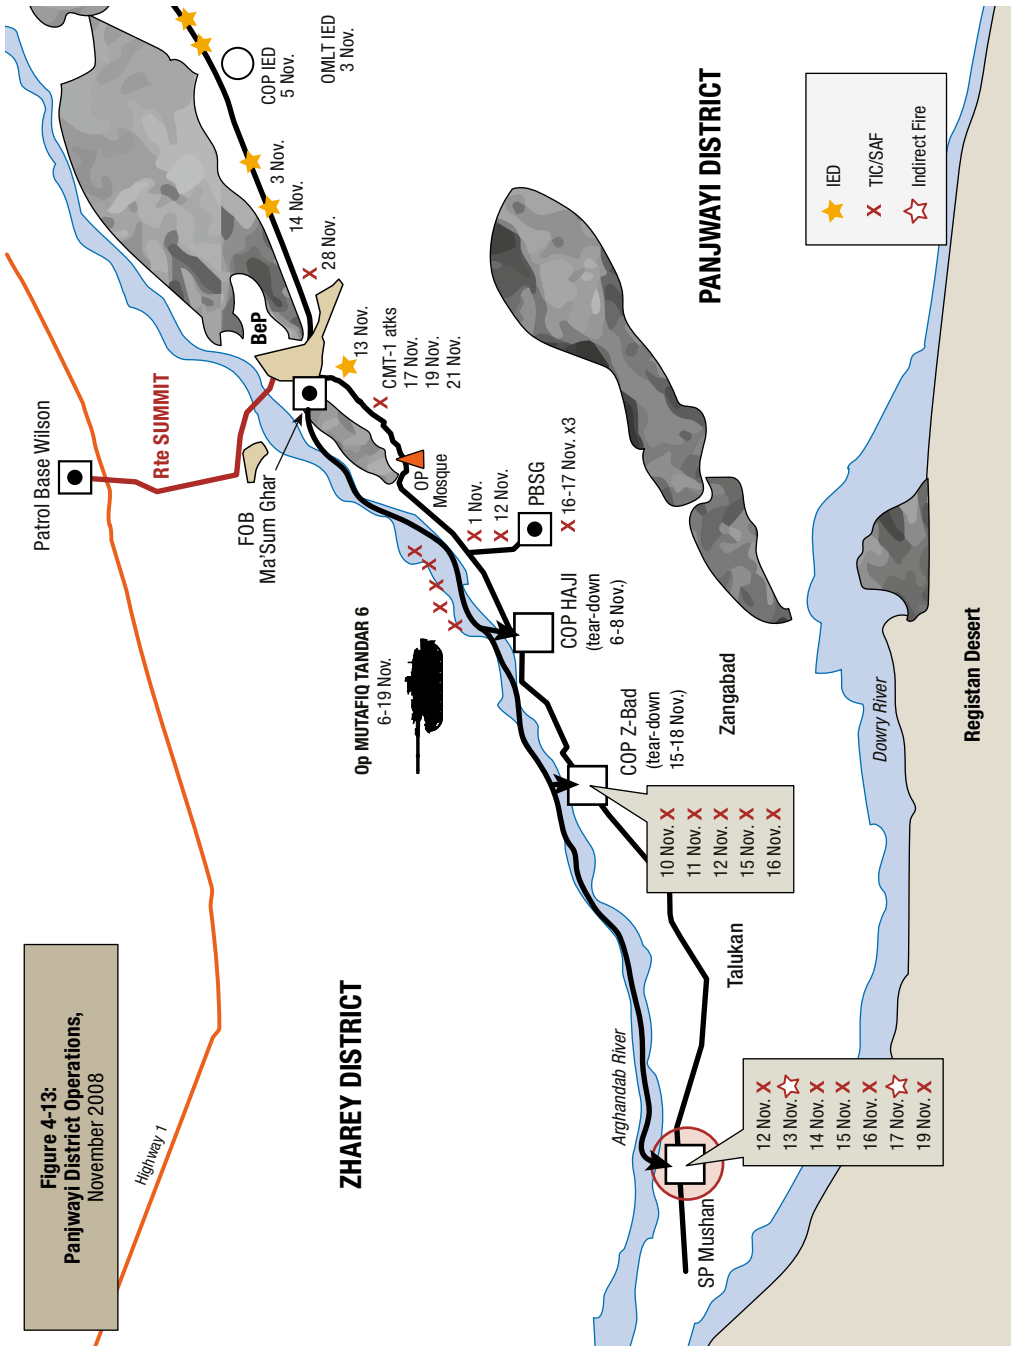 Figure 4-13:
Panjwayi District Operations,
November 2008
Highway 1
ZHAREY DISTRICT
Patrol Base Wilson
Rte SUMMIT
FOB
Ma'Sum Ghar
BeP
COP IED
5 Nov.
OMLT IED
3 Nov.
3 Nov.
14 Nov.
X 28 Nov.
13 Nov.
X CMT-1 atks
17 Nov.
19 Nov.
21 Nov.
OP
Mosque
X 1 Nov.
X 12 Nov.
PBSG
X 16-17 Nov. x3
X X X X X
Op MUTAFIQ TANDAR 6
6-19 Nov.
COP HAJI
(tear-down
6-8 Nov.)
COP Z-Bad
(tear-down
15-18 Nov.)
Zangabad
10 Nov. X
11 Nov. X
12 Nov. X
15 Nov. X
16 Nov. X
Talukan
Arghandab River
SP Mushan
12 Nov. X
13 Nov.
14 Nov. X
15 Nov. X
16 Nov. X
17 Nov.
19 Nov. X
PANJWAYI DISTRICT
Dowry River
Registan Desert
IED
X TIC/SAF
Indirect Fire